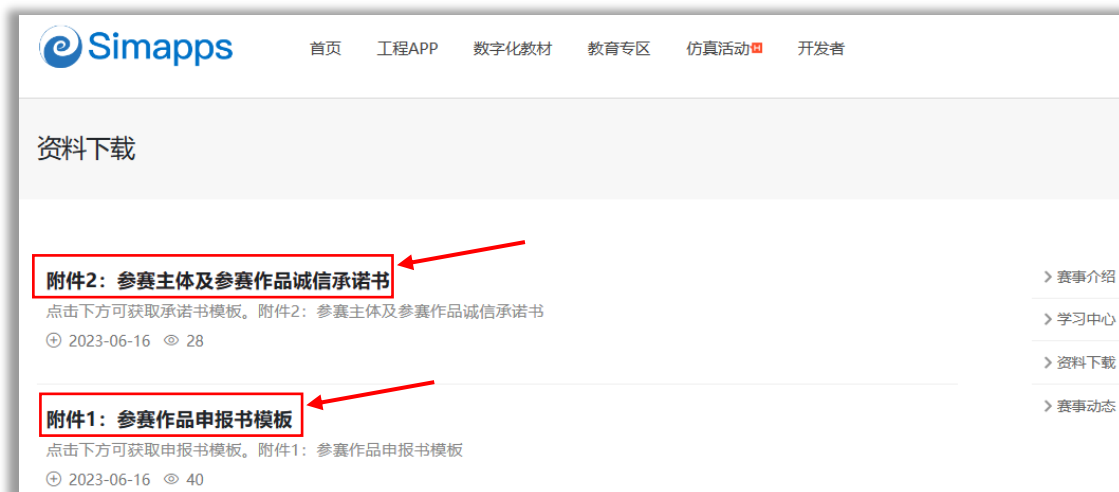 Simapps 首页 工程APP 数字化教材 教育专区 仿真活动 H 开发者
资料下载
附件2：参赛主体及参赛作品诚信承诺书
点击下方可获取承诺书模板。附件2：参赛主体及参赛作品诚信承诺书
2023-06-16 28
附件1：参赛作品申报书模板
点击下方可获取申报书模板。附件1：参赛作品申报书模板
2023-06-16 40
赛事介绍
学习中心
资料下载
赛事动态